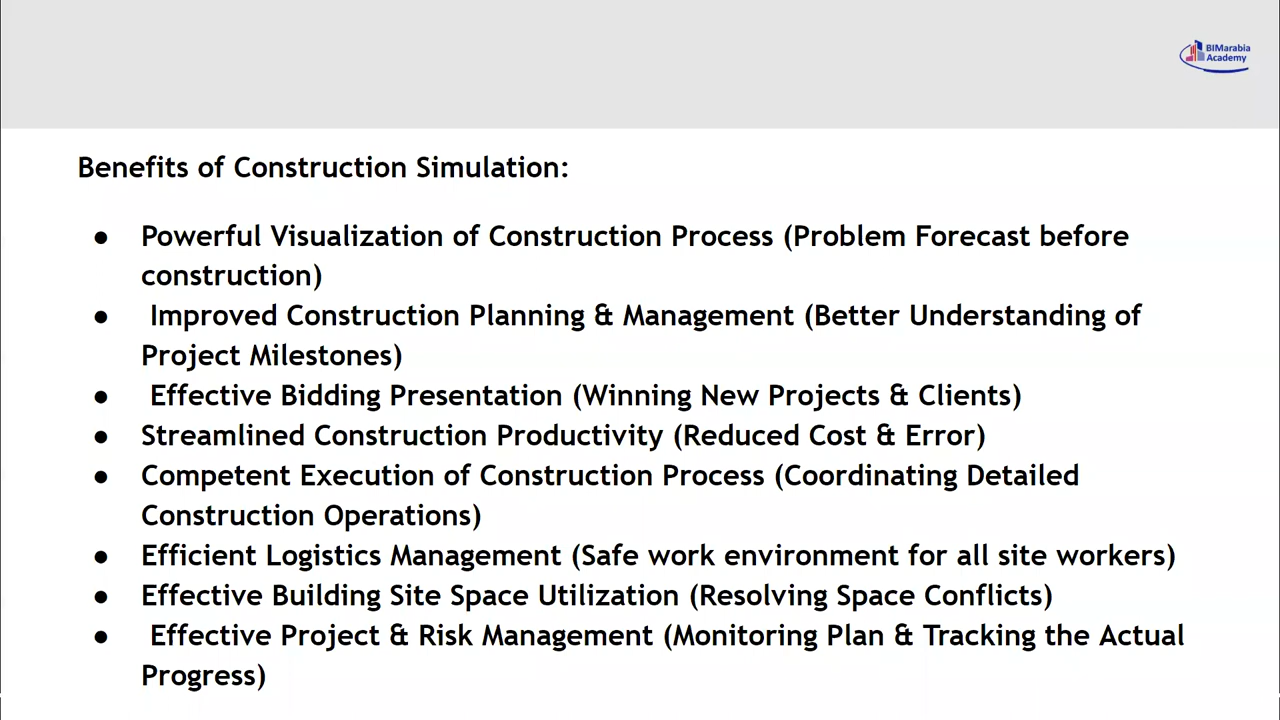 BIMarabia
Academy
Benefits of Construction Simulation:
● Powerful Visualization of Construction Process (Problem Forecast before
construction)
● Improved Construction Planning & Management (Better Understanding of
Project Milestones)
● Effective Bidding Presentation (Winning New Projects & Clients)
● Streamlined Construction Productivity (Reduced Cost & Error)
● Competent Execution of Construction Process (Coordinating Detailed
Construction Operations)
● Efficient Logistics Management (Safe work environment for all site workers)
● Effective Building Site Space Utilization (Resolving Space Conflicts)
● Effective Project & Risk Management (Monitoring Plan & Tracking the Actual
Progress)